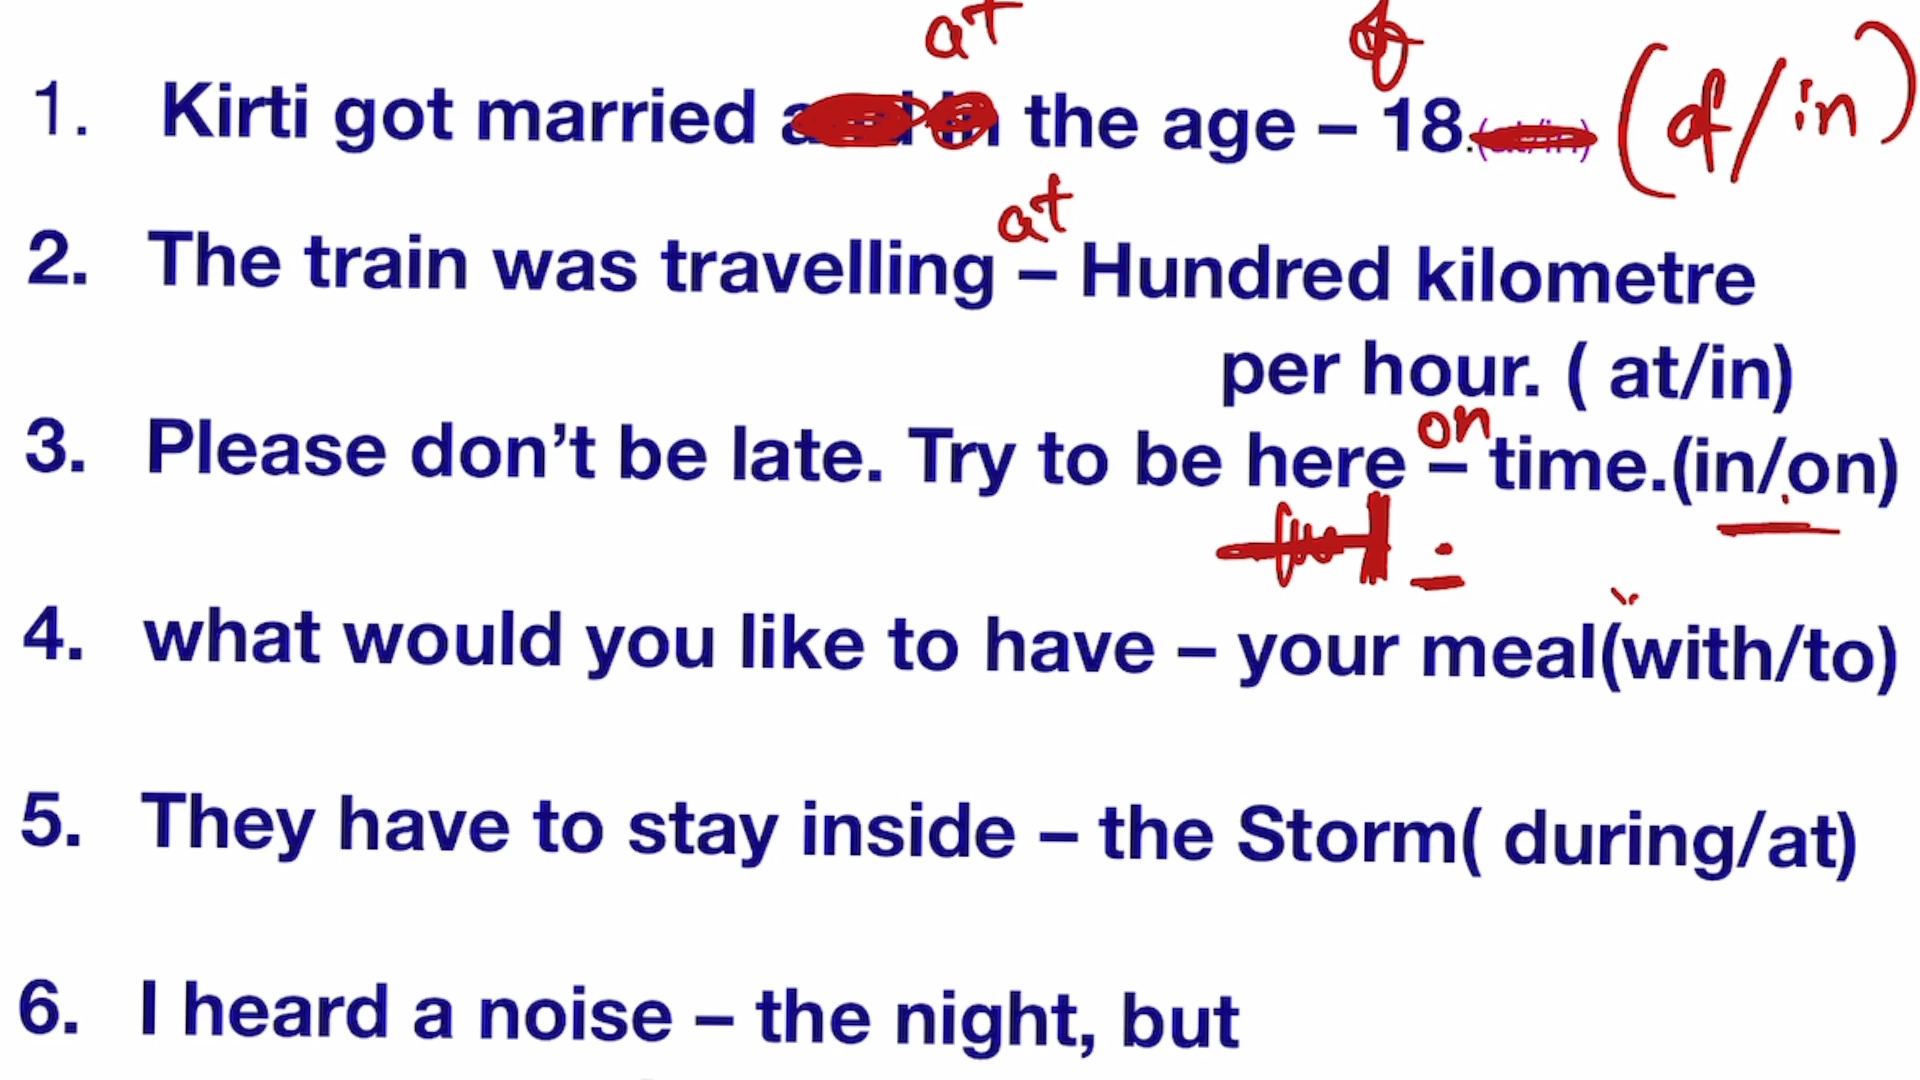 at of
1. Kirti got married the age – 18. (of/in)
at
2. The train was travelling – Hundred kilometre
per hour. ( at/in)
on
3. Please don’t be late. Try to be here – time.(in/on)
4. what would you like to have – your meal(with/to)
5. They have to stay inside – the Storm( during/at)
6. I heard a noise – the night, but